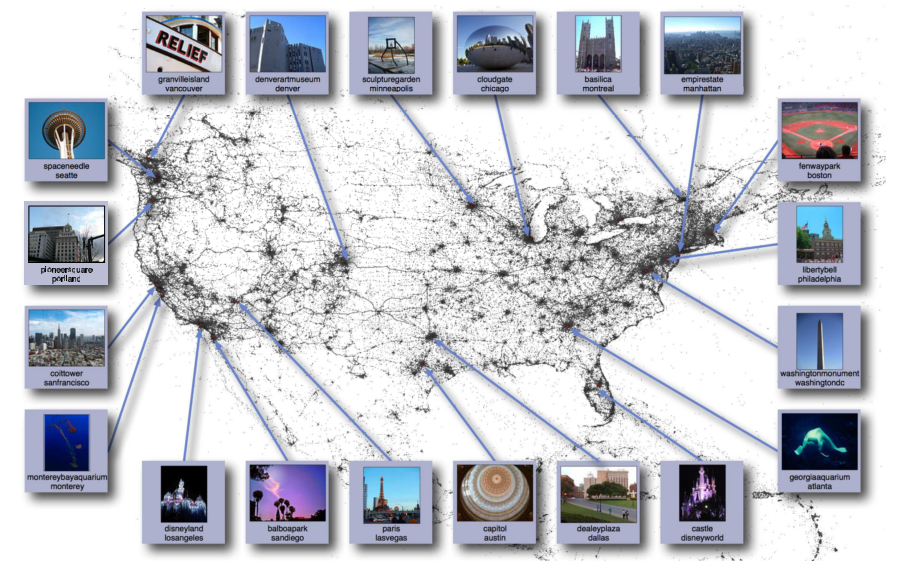 RELIEF
granvilleisland
vancouver
denverartmuseum
denver
sculpturegarden
minneapolis
cloudgate
chicago
basilica
montreal
empirestate
manhattan
spaceneedle
seatte
fenwaypark
boston
pioneersquare
portland
libertybell
philadelphia
coittower
sanfrancisco
washingtonmonument
washingtondc
montereybayaquarium
monterey
georgiaaquarium
atlanta
disneyland
losangeles
balboapark
sandiego
paris
lasvegas
capitol
austin
dealeyplaza
dallas
castle
disneyworld